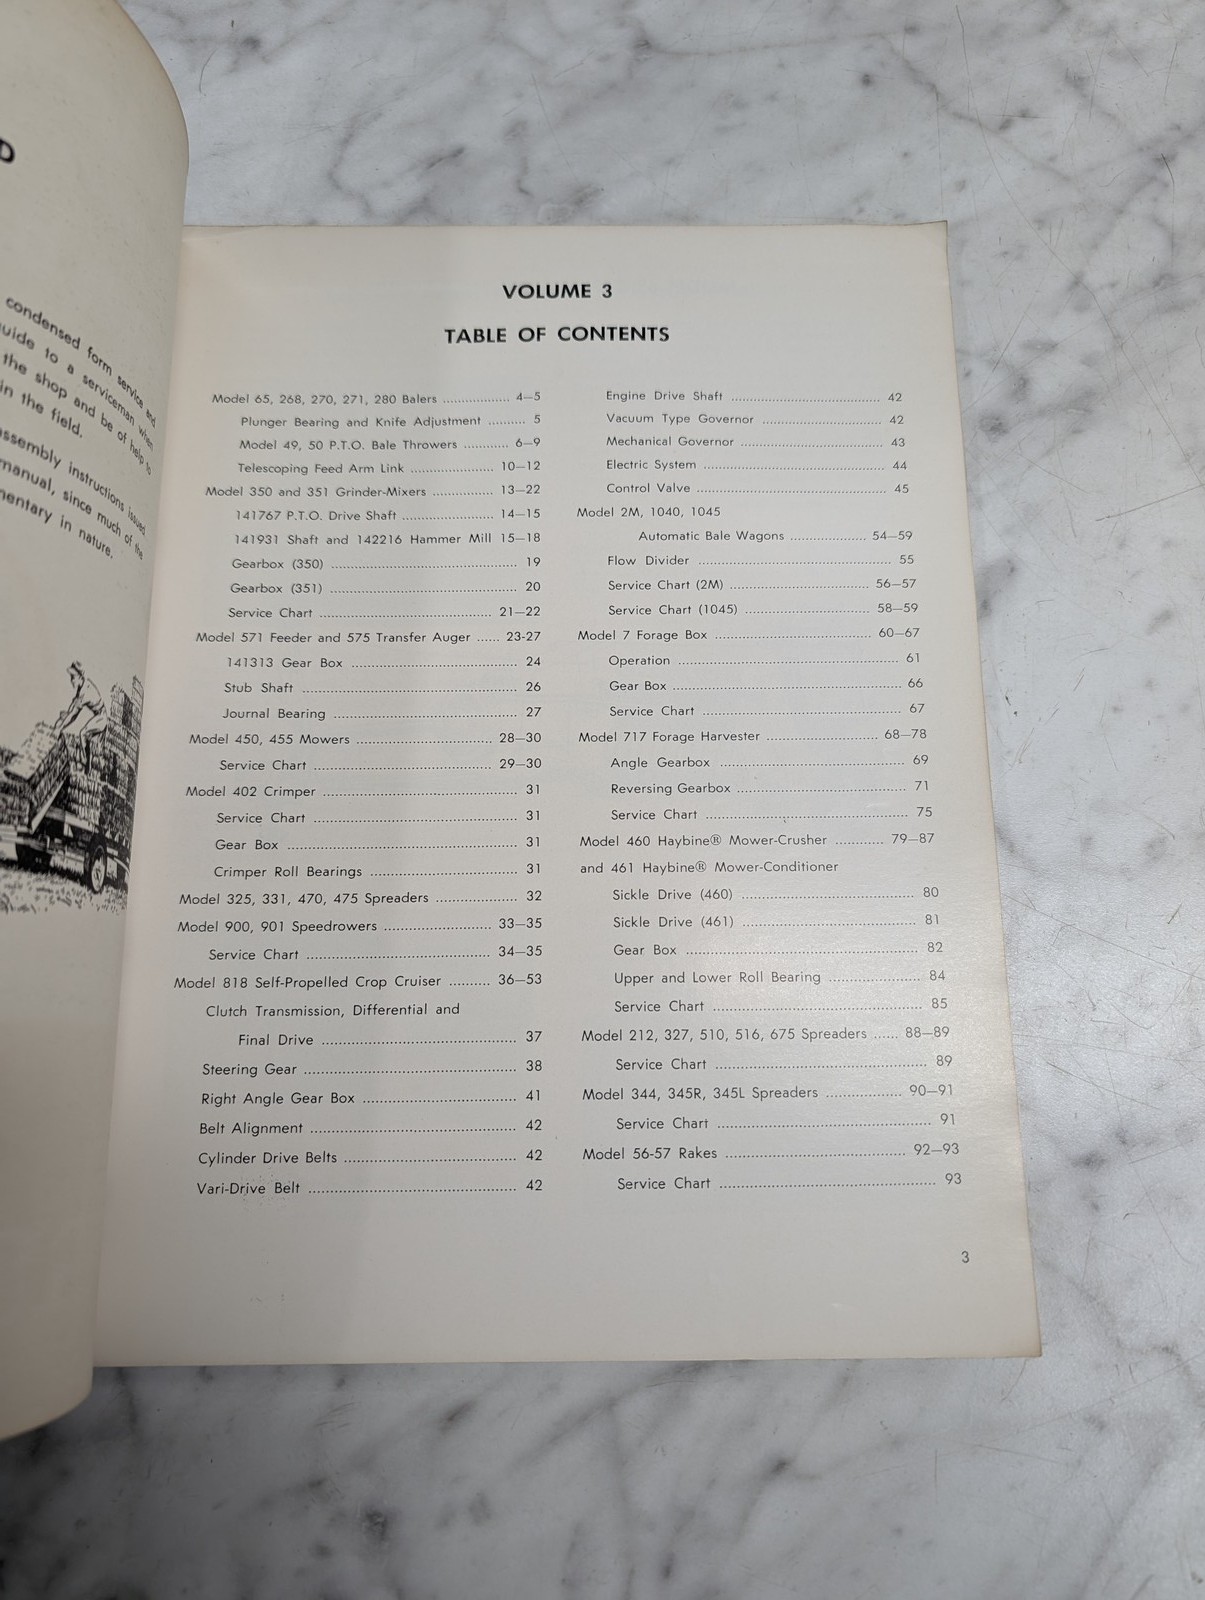 D
condensed form service and
guide to a serviceman when
the shop and be of help to
in the field.
assembly instructions issued
manual, since much of the
mentary in nature.
VOLUME 3
TABLE OF CONTENTS
Model 65, 268, 270, 271, 280 Balers .................... 4—5
Plunger Bearing and Knife Adjustment .......... 5
Model 49, 50 P.T.O. Bale Throwers ............ 6—9
Telescoping Feed Arm Link ...................... 10—12
Model 350 and 351 Grinder-Mixers ................ 13—22
141767 P.T.O. Drive Shaft ........................ 14—15
141931 Shaft and 142216 Hammer Mill 15—18
Gearbox (350) .................................................. 19
Gearbox (351) .................................................. 20
Service Chart .............................................. 21—22
Model 571 Feeder and 575 Transfer Auger ...... 23-27
141313 Gear Box ............................................ 24
Stub Shaft ........................................................ 26
Journal Bearing ................................................ 27
Model 450, 455 Mowers .................................... 28—30
Service Chart .............................................. 29—30
Model 402 Crimper .................................................. 31
Service Chart .................................................... 31
Gear Box .......................................................... 31
Crimper Roll Bearings ...................................... 31
Model 325, 331, 470, 475 Spreaders .................... 32
Model 900, 901 Speedrowers ............................ 33—35
Service Chart .............................................. 34—35
Model 818 Self-Propelled Crop Cruiser .......... 36—53
Clutch Transmission, Differential and
Final Drive .................................................. 37
Steering Gear .................................................... 38
Right Angle Gear Box ...................................... 41
Belt Alignment .................................................. 42
Cylinder Drive Belts .......................................... 42
Vari-Drive Belt .................................................. 42
Engine Drive Shaft ........................................ 42
Vacuum Type Governor ................................ 42
Mechanical Governor ...................................... 43
Electric System ................................................ 44
Control Valve .................................................. 45
Model 2M, 1040, 1045
Automatic Bale Wagons .................... 54—59
Flow Divider .................................................... 55
Service Chart (2M) ...................................... 56—57
Service Chart (1045) .................................. 58—59
Model 7 Forage Box .......................................... 60—67
Operation ........................................................ 61
Gear Box .......................................................... 66
Service Chart .................................................... 67
Model 717 Forage Harvester .............................. 68—78
Angle Gearbox ................................................ 69
Reversing Gearbox ............................................ 71
Service Chart .................................................... 75
Model 460 Haybine® Mower-Crusher ............ 79—87
and 461 Haybine® Mower-Conditioner
Sickle Drive (460) ............................................ 80
Sickle Drive (461) ............................................ 81
Gear Box .......................................................... 82
Upper and Lower Roll Bearing ........................ 84
Service Chart .................................................... 85
Model 212, 327, 510, 516, 675 Spreaders ...... 88—89
Service Chart .................................................... 89
Model 344, 345R, 345L Spreaders .................. 90—91
Service Chart .................................................... 91
Model 56-57 Rakes ............................................ 92—93
Service Chart .................................................... 93
3